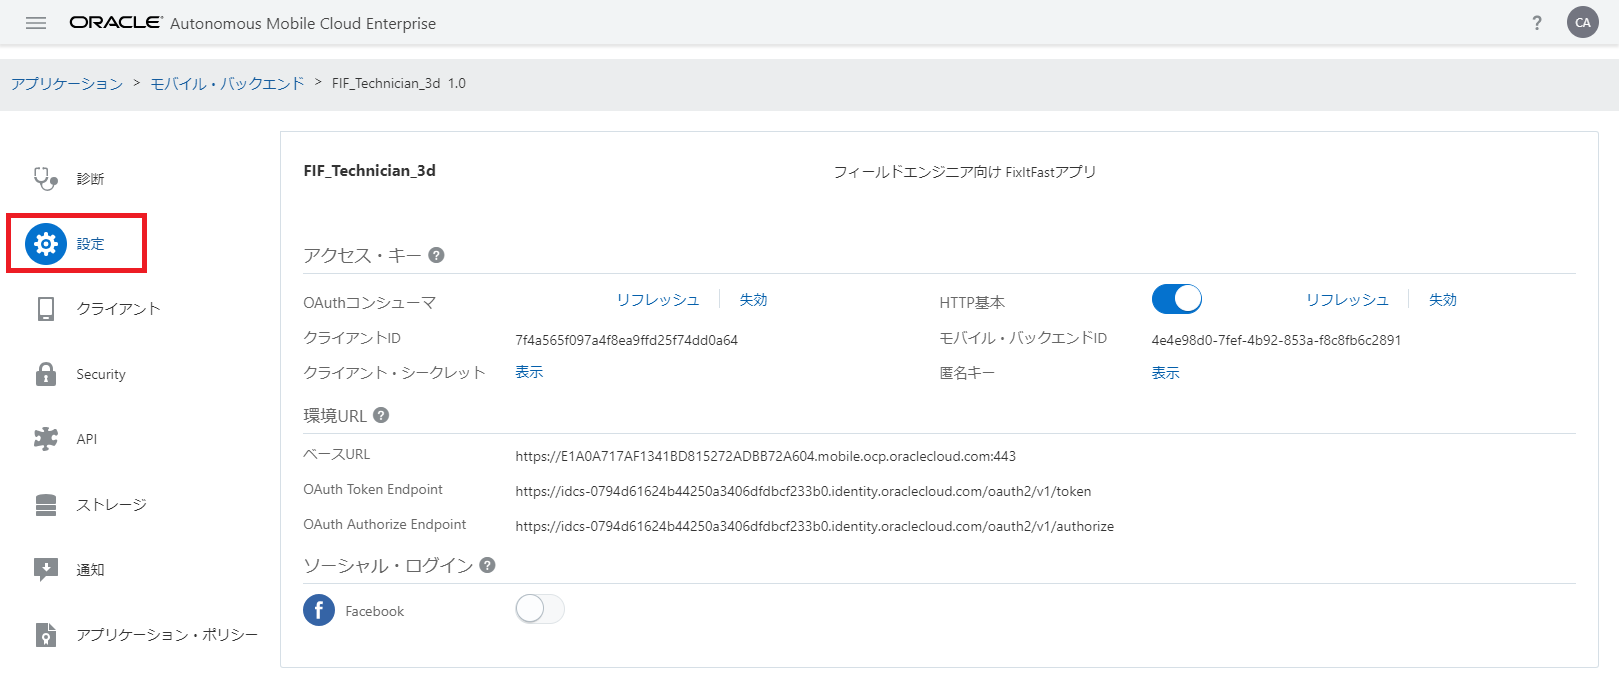 ORACLE Autonomous Mobile Cloud Enterprise ? CA
アプリケーション > モバイル・バックエンド > FIF_Technician_3d 1.0
診断
設定
クライアント
Security
API
ストレージ
通知
アプリケーション・ポリシー
FIF_Technician_3d フィールドエンジニア向け FixItFastアプリ
アクセス・キー ?
OAuthコンシューマ リフレッシュ 失効 HTTP基本 リフレッシュ 失効
クライアントID 7f4a565f097a4f8ea9ffd25f74dd0a64 モバイル・バックエンドID 4e4e98d0-7fef-4b92-853a-f8c8fb6c2891
クライアント・シークレット 表示 匿名キー 表示
環境URL ?
ベースURL https://E1A0A717AF1341BD815272ADBB72A604.mobile.ocp.oraclecloud.com:443
OAuth Token Endpoint https://idcs-0794d61624b44250a3406dfdbcf233b0.identity.oraclecloud.com/oauth2/v1/token
OAuth Authorize Endpoint https://idcs-0794d61624b44250a3406dfdbcf233b0.identity.oraclecloud.com/oauth2/v1/authorize
ソーシャル・ログイン ?
f Facebook